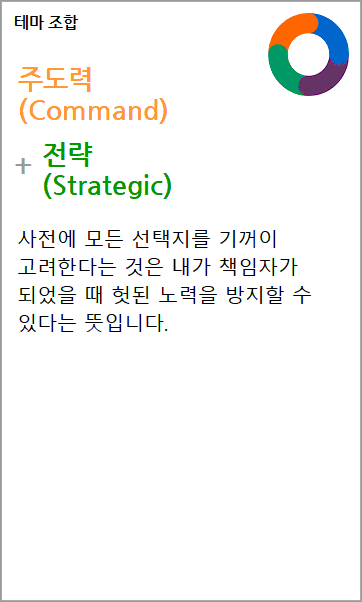 테마 조합
주도력
(Command)
+ 전략
(Strategic)
사전에 모든 선택지를 기꺼이
고려한다는 것은 내가 책임자가
되었을 때 헛된 노력을 방지할 수
있다는 뜻입니다.